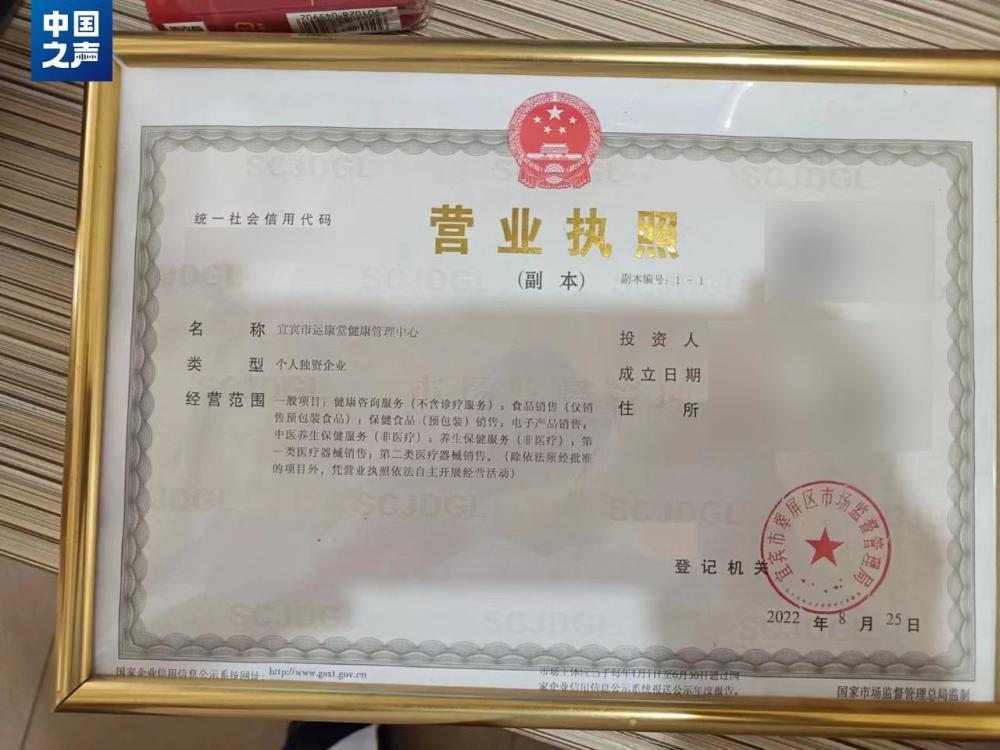 中国
之声
统一社会信用代码
营业执照
(副 本)
副本编号：1 - 1
SCJDGL
名 称 宜宾市运康堂健康管理中心
类 型 个人独资企业
经营范围 一般项目：健康咨询服务（不含诊疗服务）；食品销售（仅销
售预包装食品）；保健食品（预包装）销售；电子产品销售；
中医养生保健服务（非医疗）；养生保健服务（非医疗）；第
一类医疗器械销售；第二类医疗器械销售。（除依法须经批准
的项目外，凭营业执照依法自主开展经营活动）
投资人
成立日期
住 所
登记机关
宜宾市翠屏区市场监督管理局
2022 年 8 月 25 日
国家企业信用信息公示系统网址：http://www.gsxt.gov.cn
市场主体应当于每年1月1日至6月30日通过国
家企业信用信息公示系统报送公示年度报告。
国家市场监督管理总局监制